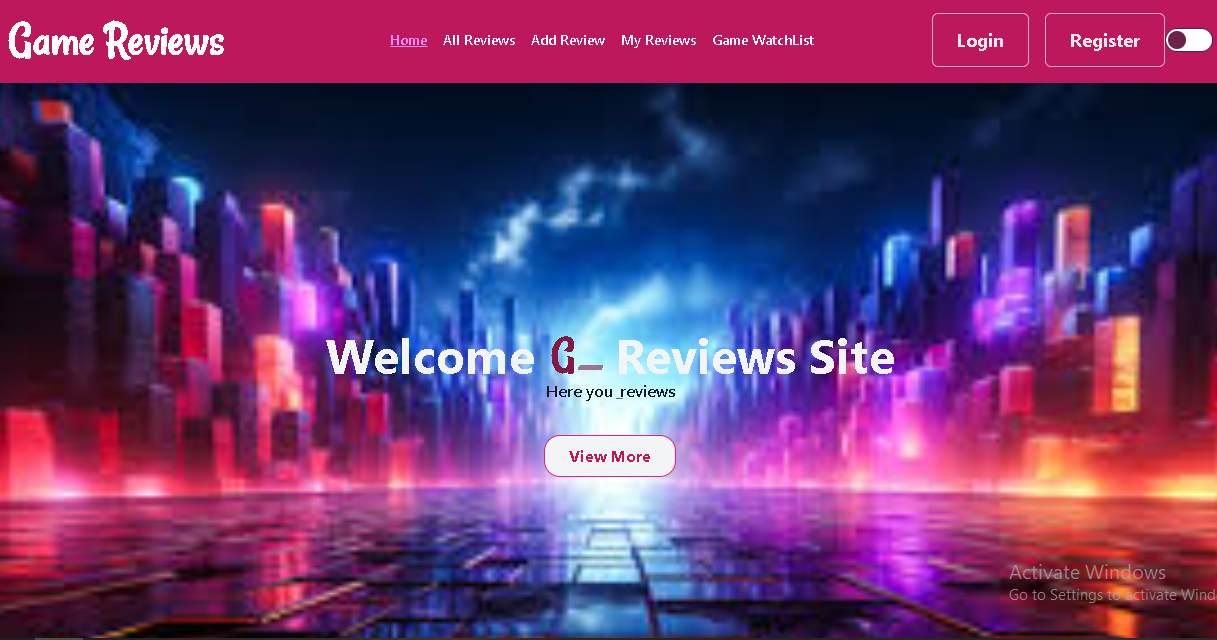 Game Reviews
Home All Reviews Add Review My Reviews Game WatchList
Login Register
Welcome G_ Reviews Site
Here you _reviews
View More
Activate Windows
Go to Settings to activate Wind